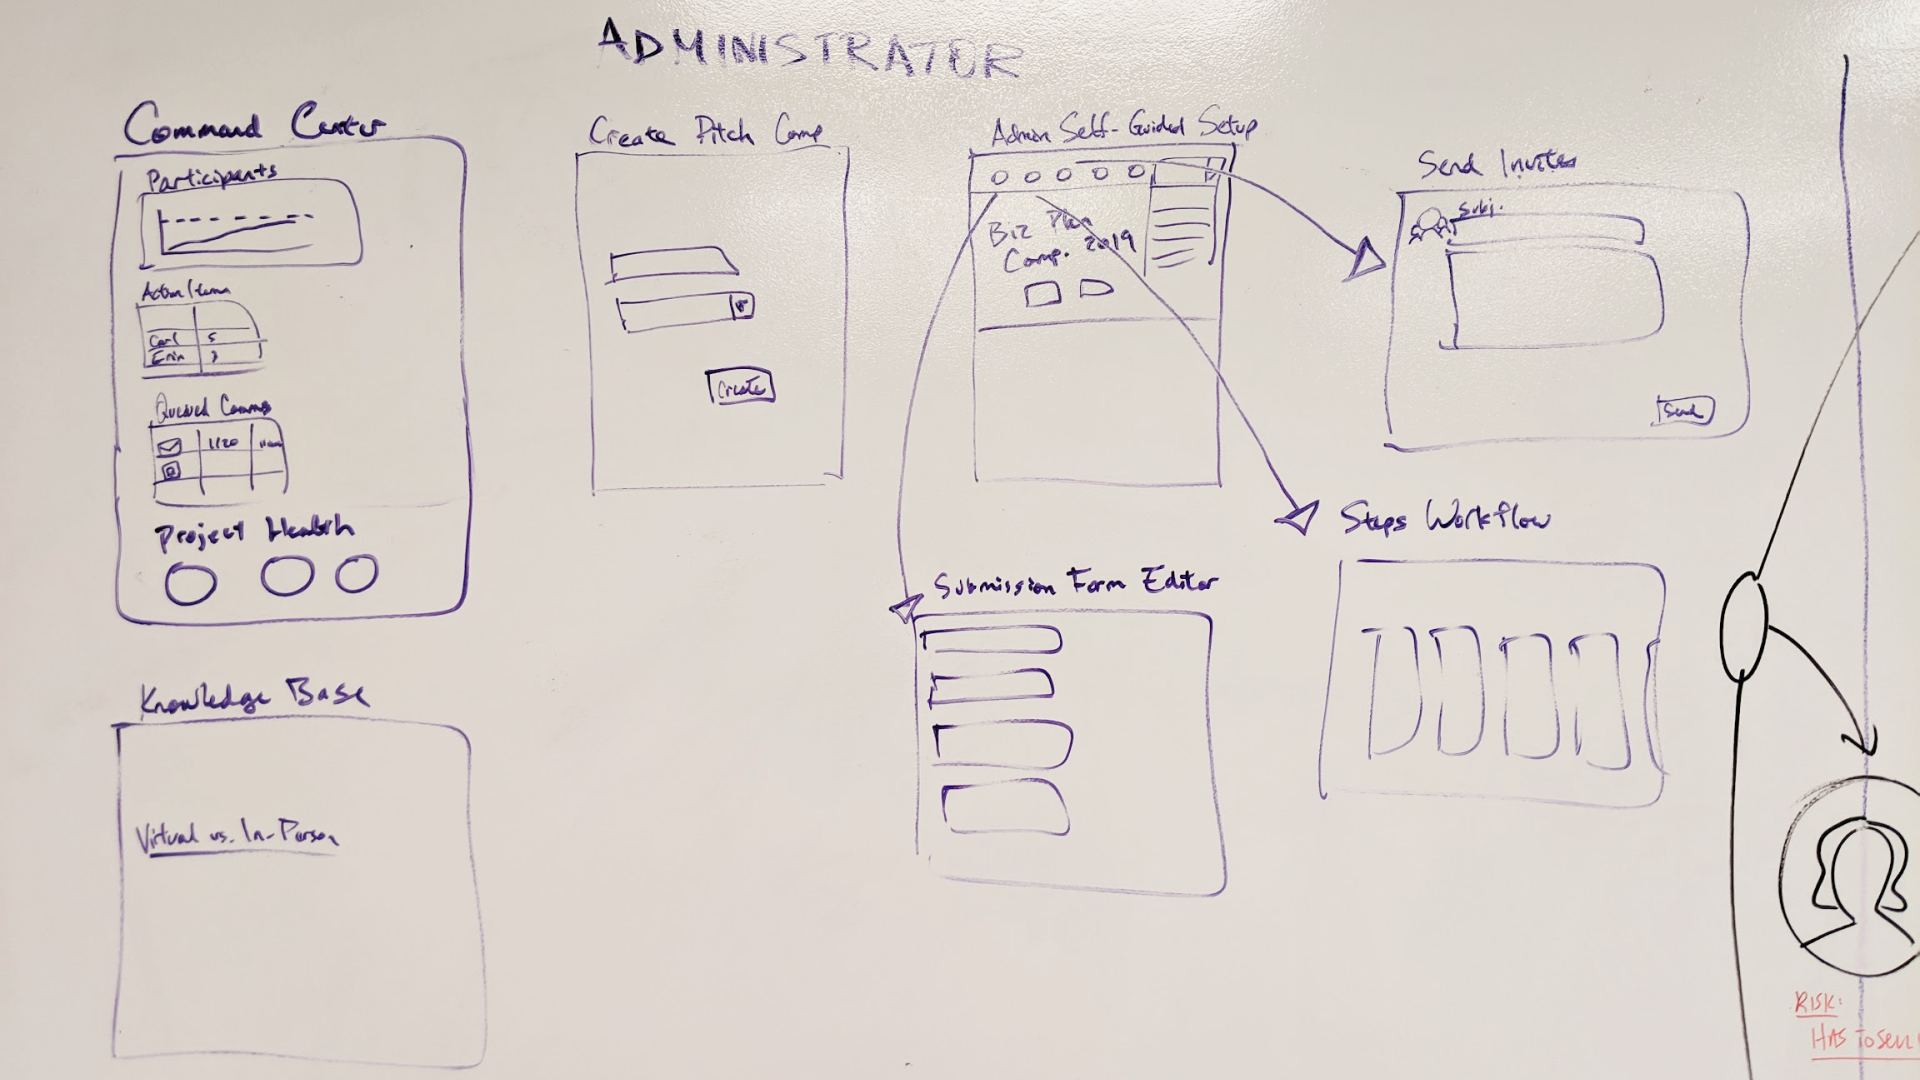 ADMINISTRATOR
Command Center
Participants
Action Items
Carl 5
Erin 3
Queued Comms
1/20
Project Health
Knowledge Base
Virtual vs. In-Person
Create Pitch Comp
Create
Admin Self-Guided Setup
Biz Plan
Comp. 2019
Send Invites
Subj.
Send
Submission Form Editor
Steps Workflow
RISK:
HAS TO SELL